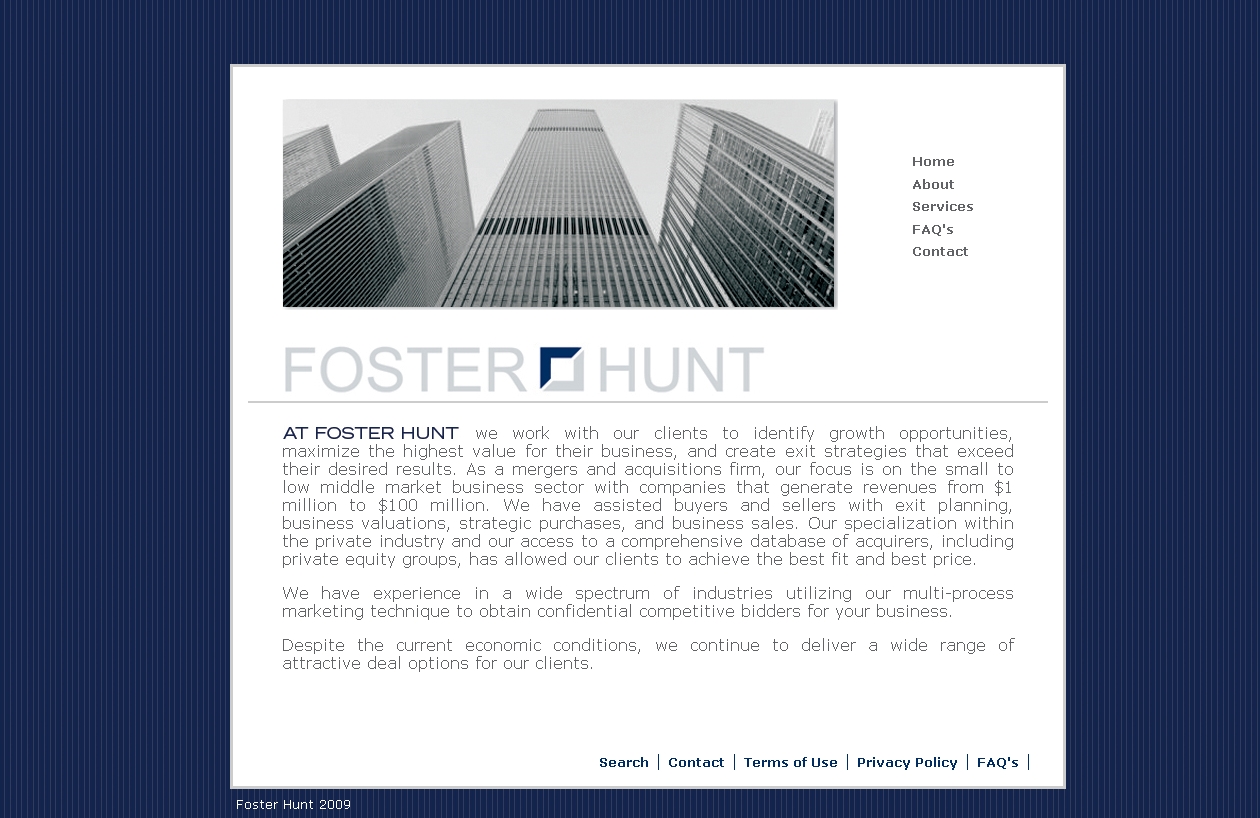 Home
About
Services
FAQ's
Contact
FOSTER HUNT
AT FOSTER HUNT we work with our clients to identify growth opportunities,
maximize the highest value for their business, and create exit strategies that exceed
their desired results. As a mergers and acquisitions firm, our focus is on the small to
low middle market business sector with companies that generate revenues from $1
million to $100 million. We have assisted buyers and sellers with exit planning,
business valuations, strategic purchases, and business sales. Our specialization within
the private industry and our access to a comprehensive database of acquirers, including
private equity groups, has allowed our clients to achieve the best fit and best price.
We have experience in a wide spectrum of industries utilizing our multi-process
marketing technique to obtain confidential competitive bidders for your business.
Despite the current economic conditions, we continue to deliver a wide range of
attractive deal options for our clients.
Search | Contact | Terms of Use | Privacy Policy | FAQ's |
Foster Hunt 2009